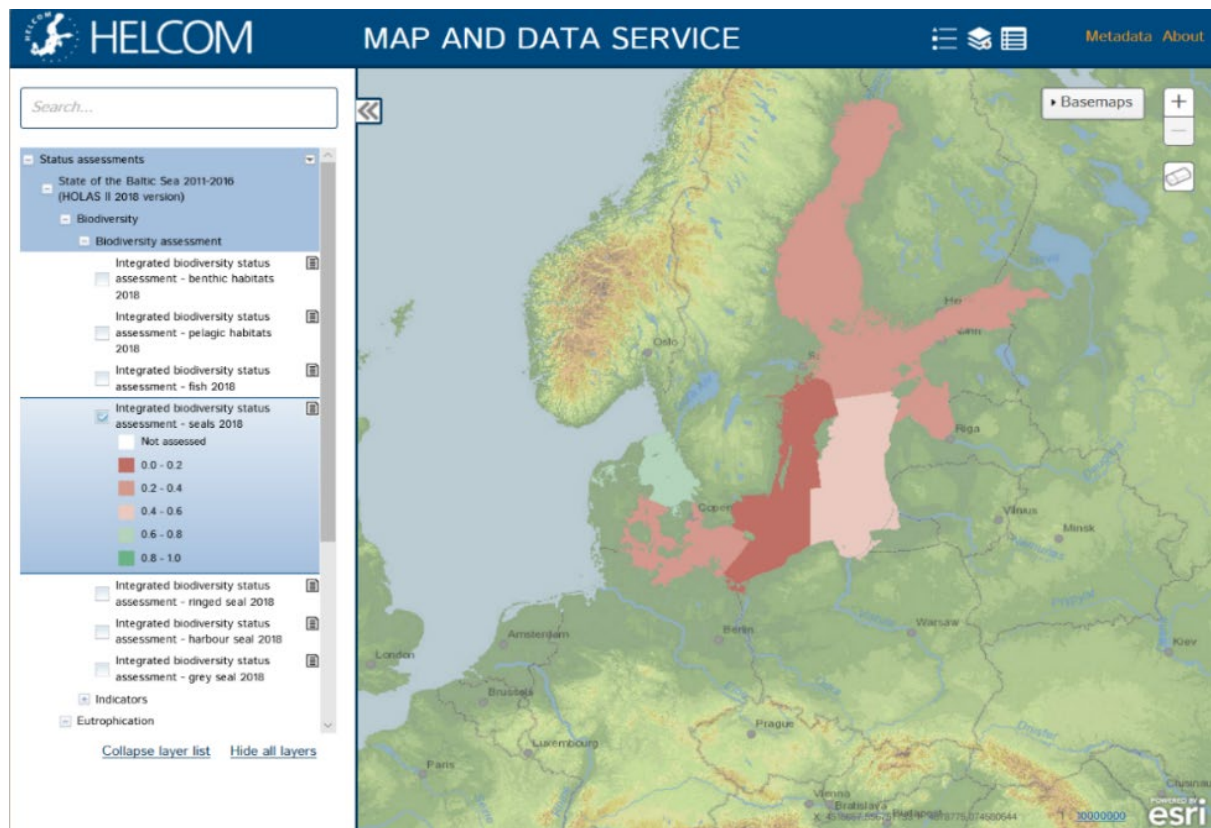 HELCOM
MAP AND DATA SERVICE
Metadata About
Search...
Basemaps
Status assessments
State of the Baltic Sea 2011-2016
(HOLAS II 2018 version)
Biodiversity
Biodiversity assessment
Integrated biodiversity status
assessment - benthic habitats
2018
Integrated biodiversity status
assessment - pelagic habitats
2018
Integrated biodiversity status
assessment - fish 2018
Integrated biodiversity status
assessment - seals 2018
Not assessed
0.0 - 0.2
0.2 - 0.4
0.4 - 0.6
0.6 - 0.8
0.8 - 1.0
Integrated biodiversity status
assessment - ringed seal 2018
Integrated biodiversity status
assessment - harbour seal 2018
Integrated biodiversity status
assessment - grey seal 2018
Indicators
Eutrophication
Collapse layer list Hide all layers
Oslo
Riga
Vilnius
Minsk
Warsaw
Berlin
Amsterdam
London
Kiev
Prague
Luxembourg
Paris
Vienna
Bratislava
POWERED BY
esri